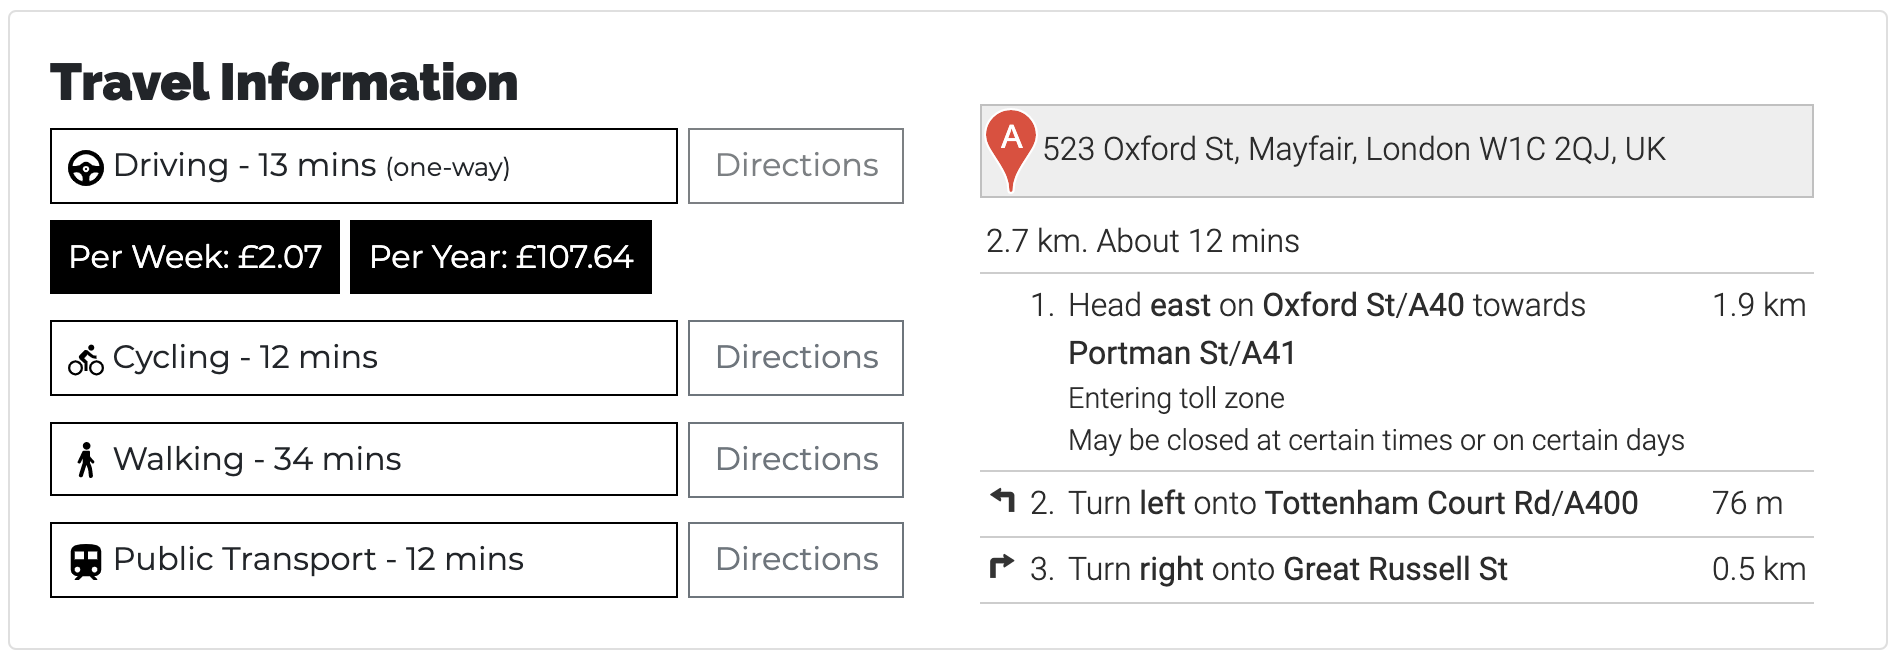 Travel Information
Driving - 13 mins (one-way)
Directions
Per Week: £2.07
Per Year: £107.64
Cycling - 12 mins
Directions
Walking - 34 mins
Directions
Public Transport - 12 mins
Directions
A
523 Oxford St, Mayfair, London W1C 2QJ, UK
2.7 km. About 12 mins
1. Head east on Oxford St/A40 towards 1.9 km
Portman St/A41
Entering toll zone
May be closed at certain times or on certain days
2. Turn left onto Tottenham Court Rd/A400 76 m
3. Turn right onto Great Russell St 0.5 km